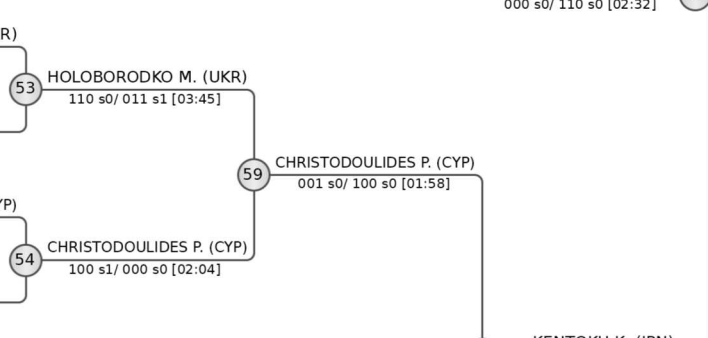 000 s0/ 110 s0 [02:32]
R)
53
HOLOBORODKO M. (UKR)
110 s0/ 011 s1 [03:45]
59
CHRISTODOULIDES P. (CYP)
001 s0/ 100 s0 [01:58]
YP)
54
CHRISTODOULIDES P. (CYP)
100 s1/ 000 s0 [02:04]